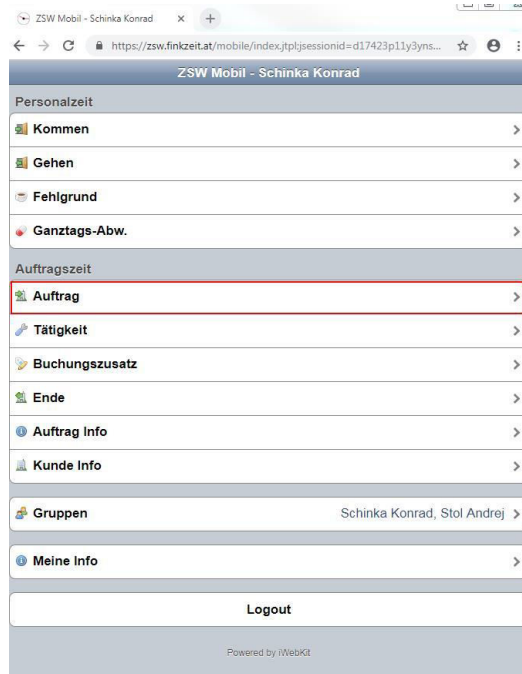 ZSW Mobil - Schinka Konrad
https://zsw.finkzeit.at/mobile/index.jtpl;jsessionid=d17423p11y3yns...
ZSW Mobil - Schinka Konrad
Personalzeit
Kommen
Gehen
Fehlgrund
Ganztags-Abw.
Auftragszeit
Auftrag
Tätigkeit
Buchungszusatz
Ende
Auftrag Info
Kunde Info
Gruppen Schinka Konrad, Stol Andrej
Meine Info
Logout
Powered by iWebKit